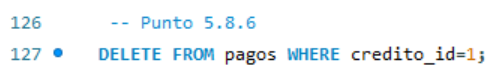 126 -- Punto 5.8.6
127 DELETE FROM pagos WHERE credito_id=1;